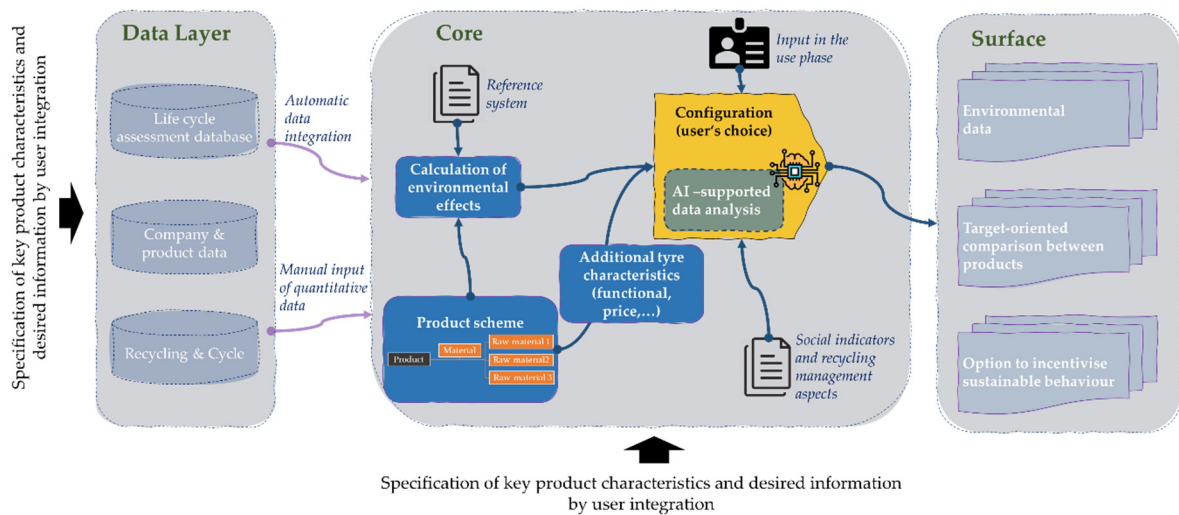 Specification of key product characteristics and
desired information by user integration
Data Layer
Life cycle
assessment database
Company &
product data
Recycling & Cycle
Automatic
data
integration
Manual input
of quantitative
data
Core
Reference
system
Calculation of
environmental
effects
Product scheme
Product
Material
Raw material 1
Raw material2
Raw material 3
Additional tyre
characteristics
(functional,
price,...)
Input in the
use phase
Configuration
(user's choice)
AI –supported
data analysis
Social indicators
and recycling
management
aspects
Surface
Environmental
data
Target-oriented
comparison between
products
Option to incentivise
sustainable behaviour
Specification of key product characteristics and desired information
by user integration